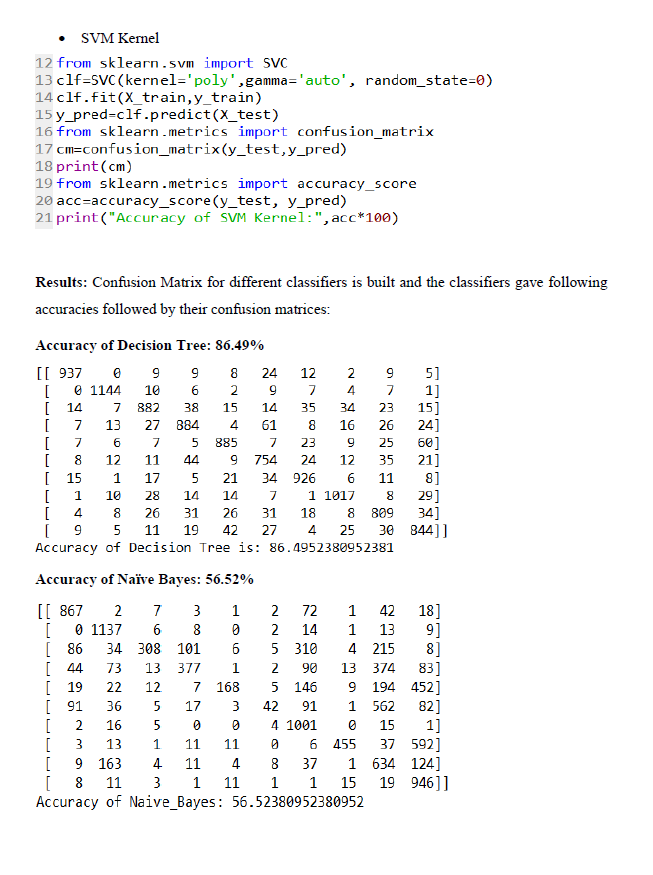 • SVM Kernel
12 from sklearn.svm import SVC
13 clf=SVC(kernel='poly',gamma='auto', random_state=0)
14 clf.fit(X_train,y_train)
15 y_pred=clf.predict(X_test)
16 from sklearn.metrics import confusion_matrix
17 cm=confusion_matrix(y_test,y_pred)
18 print(cm)
19 from sklearn.metrics import accuracy_score
20 acc=accuracy_score(y_test, y_pred)
21 print("Accuracy of SVM Kernel:",acc*100)
Results: Confusion Matrix for different classifiers is built and the classifiers gave following
accuracies followed by their confusion matrices:
Accuracy of Decision Tree: 86.49%
[[ 937 0 9 9 8 24 12 2 9 5]
[ 0 1144 10 6 2 9 7 4 7 1]
[ 14 7 882 38 15 14 35 34 23 15]
[ 7 13 27 884 4 61 8 16 26 24]
[ 7 6 7 5 885 7 23 9 25 60]
[ 8 12 11 44 9 754 24 12 35 21]
[ 15 1 17 5 21 34 926 6 11 8]
[ 1 10 28 14 14 7 1 1017 8 29]
[ 4 8 26 31 26 31 18 8 809 34]
[ 9 5 11 19 42 27 4 25 30 844]]
Accuracy of Decision Tree is: 86.4952380952381
Accuracy of Naïve Bayes: 56.52%
[[ 867 2 7 3 1 2 72 1 42 18]
[ 0 1137 6 8 0 2 14 1 13 9]
[ 86 34 308 101 6 5 310 4 215 8]
[ 44 73 13 377 1 2 90 13 374 83]
[ 19 22 12 7 168 5 146 9 194 452]
[ 91 36 5 17 3 42 91 1 562 82]
[ 2 16 5 0 0 4 1001 0 15 1]
[ 3 13 1 11 11 0 6 455 37 592]
[ 9 163 4 11 4 8 37 1 634 124]
[ 8 11 3 1 11 1 1 15 19 946]]
Accuracy of Naive_Bayes: 56.52380952380952